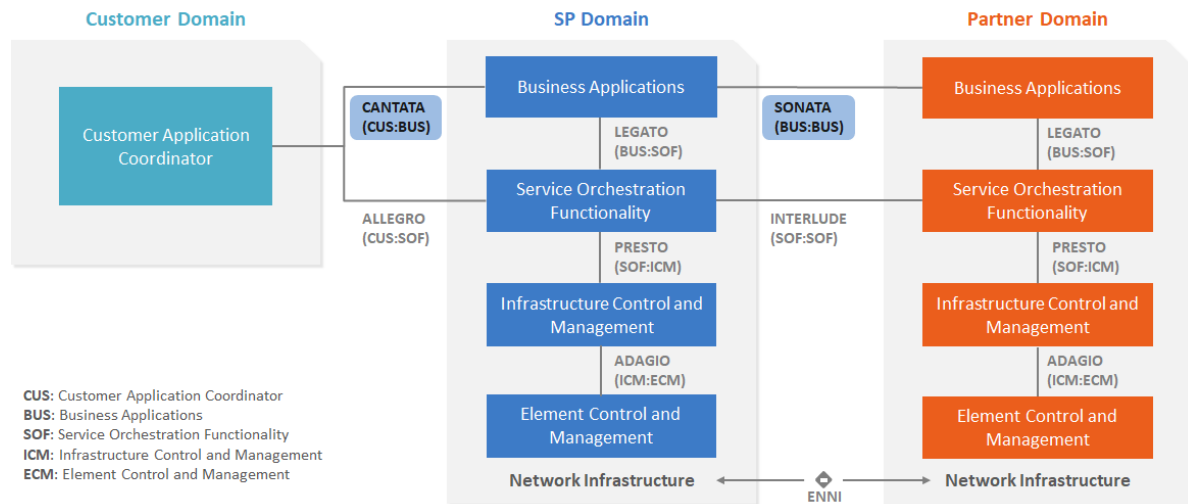 Customer Domain
SP Domain
Partner Domain
Customer Application
Coordinator
CANTATA
(CUS:BUS)
ALLEGRO
(CUS:SOF)
Business Applications
LEGATO
(BUS:SOF)
Service Orchestration
Functionality
PRESTO
(SOF:ICM)
Infrastructure Control and
Management
ADAGIO
(ICM:ECM)
Element Control and
Management
Network Infrastructure
SONATA
(BUS:BUS)
INTERLUDE
(SOF:SOF)
ENNI
Business Applications
LEGATO
(BUS:SOF)
Service Orchestration
Functionality
PRESTO
(SOF:ICM)
Infrastructure Control and
Management
ADAGIO
(ICM:ECM)
Element Control and
Management
Network Infrastructure
CUS: Customer Application Coordinator
BUS: Business Applications
SOF: Service Orchestration Functionality
ICM: Infrastructure Control and Management
ECM: Element Control and Management